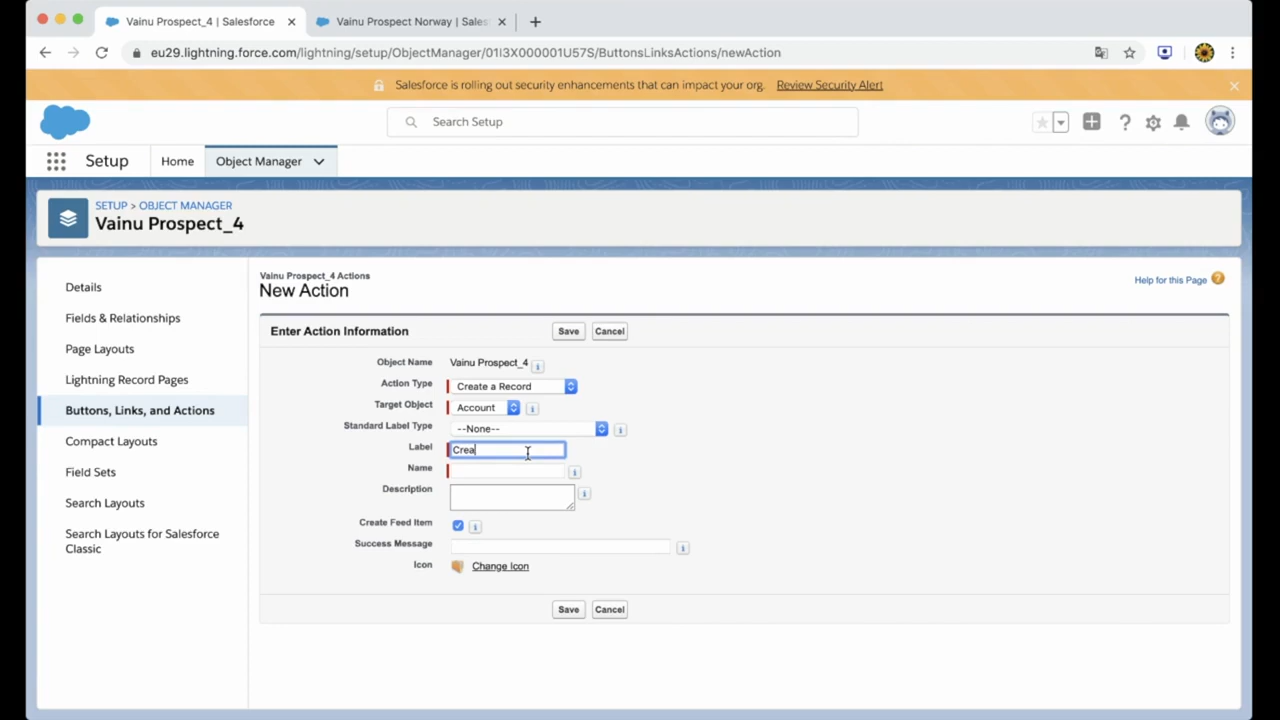 Vainu Prospect_4 | Salesforce
Vainu Prospect Norway | Sales
eu29.lightning.force.com/lightning/setup/ObjectManager/01I3X000001U57S/ButtonsLinksActions/newAction
Salesforce is rolling out security enhancements that can impact your org. Review Security Alert
Search Setup
Setup
Home
Object Manager
SETUP > OBJECT MANAGER
Vainu Prospect_4
Details
Fields & Relationships
Page Layouts
Lightning Record Pages
Buttons, Links, and Actions
Compact Layouts
Field Sets
Search Layouts
Search Layouts for Salesforce
Classic
Vainu Prospect_4 Actions
New Action
Help for this Page
Enter Action Information
Save
Cancel
Object Name Vainu Prospect_4
Action Type Create a Record
Target Object Account
Standard Label Type --None--
Label Crea
Name
Description
Create Feed Item
Success Message
Icon Change Icon
Save
Cancel